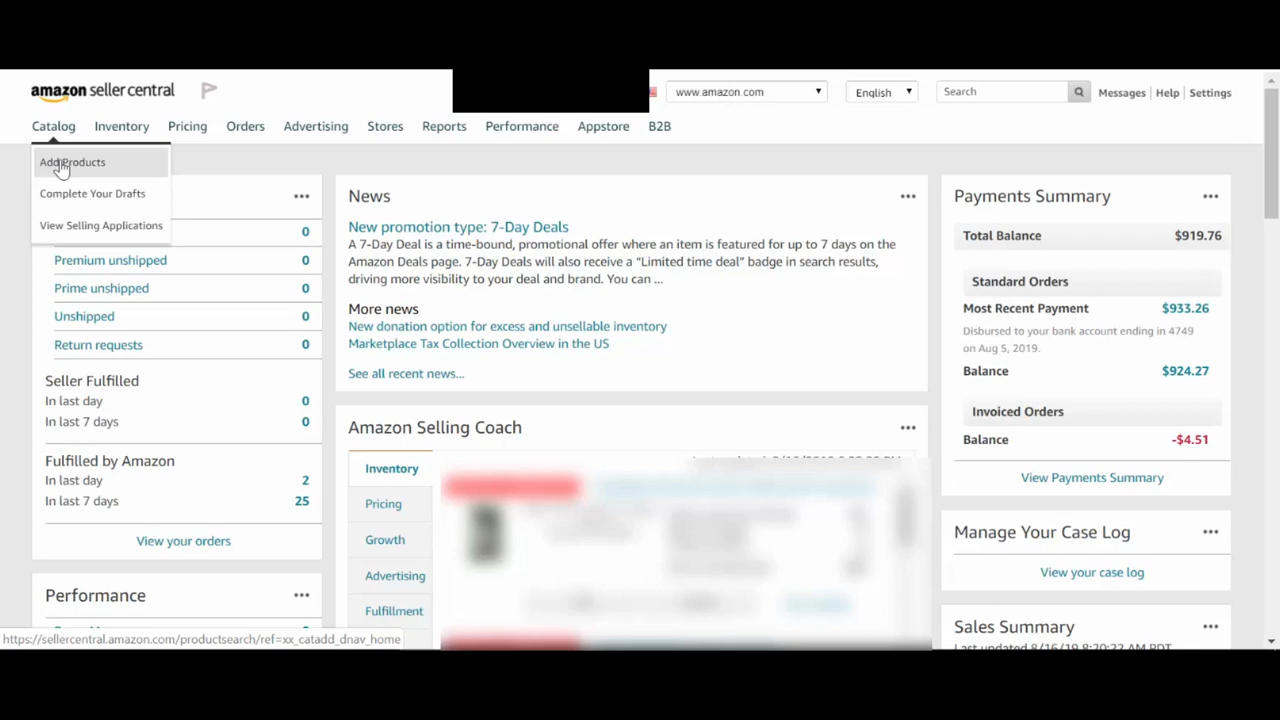 amazon seller central
www.amazon.com
English
Search
Messages | Help | Settings
Catalog Inventory Pricing Orders Advertising Stores Reports Performance Appstore B2B
Add Products
Complete Your Drafts
View Selling Applications
0
Premium unshipped 0
Prime unshipped 0
Unshipped 0
Return requests 0
Seller Fulfilled
In last day 0
In last 7 days 0
Fulfilled by Amazon
In last day 2
In last 7 days 25
View your orders
Performance
https://sellercentral.amazon.com/productsearch/ref=xx_catadd_dnav_home
News
New promotion type: 7-Day Deals
A 7-Day Deal is a time-bound, promotional offer where an item is featured for up to 7 days on the
Amazon Deals page. 7-Day Deals will also receive a “Limited time deal” badge in search results,
driving more visibility to your deal and brand. You can ...
More news
New donation option for excess and unsellable inventory
Marketplace Tax Collection Overview in the US
See all recent news...
Amazon Selling Coach
Inventory
Pricing
Growth
Advertising
Fulfillment
Payments Summary
Total Balance $919.76
Standard Orders
Most Recent Payment $933.26
Disbursed to your bank account ending in 4749
on Aug 5, 2019.
Balance $924.27
Invoiced Orders
Balance -$4.51
View Payments Summary
Manage Your Case Log
View your case log
Sales Summary
Last updated 8/16/19 8:20:22 AM PDT